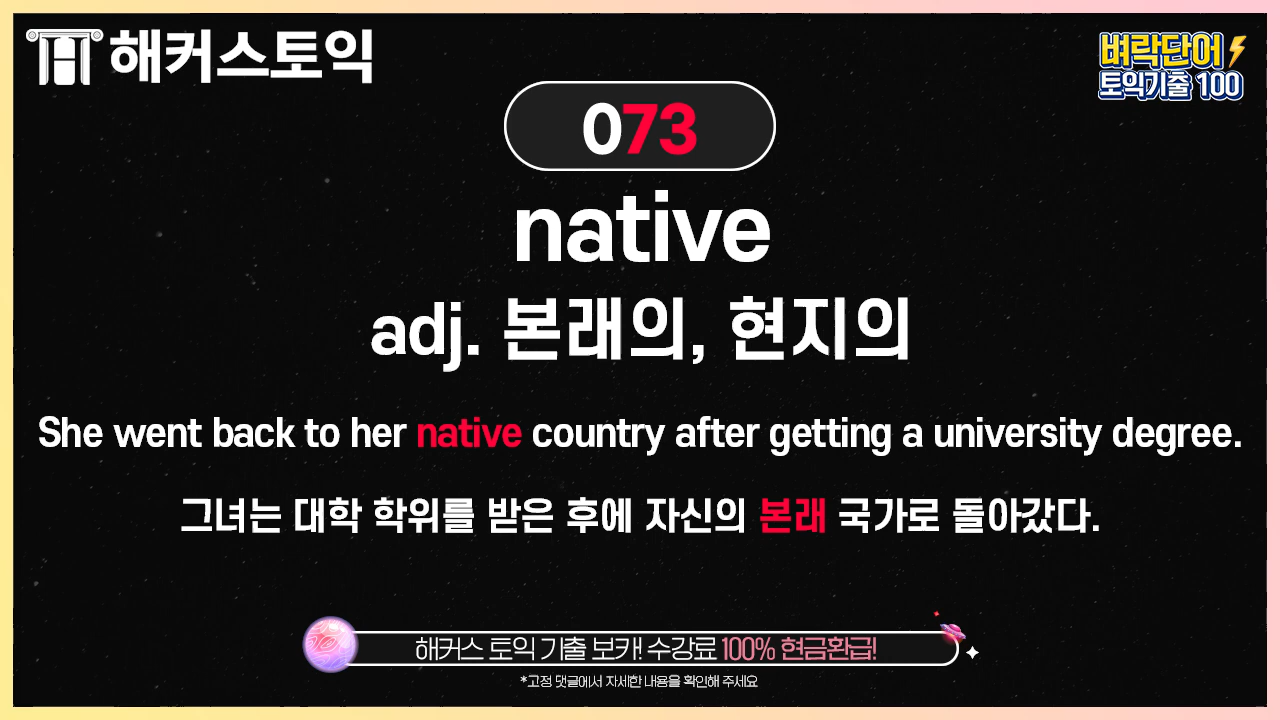 해커스토익
벼락단어
토익기출 100
073
native
adj. 본래의, 현지의
She went back to her native country after getting a university degree.
그녀는 대학 학위를 받은 후에 자신의 본래 국가로 돌아갔다.
해커스 토익 기출 보카! 수강료 100% 현금환급!
*고정 댓글에서 자세한 내용을 확인해 주세요